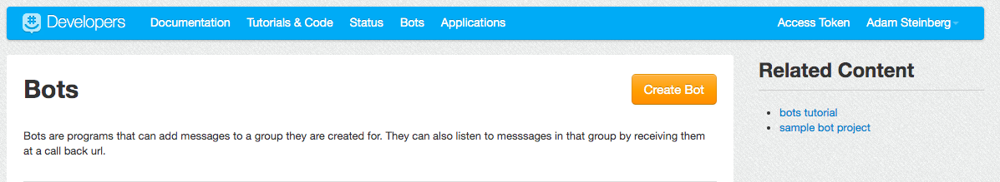 Developers Documentation Tutorials & Code Status Bots Applications Access Token Adam Steinberg
Bots
Create Bot
Bots are programs that can add messages to a group they are created for. They can also listen to messsages in that group by receiving them
at a call back url.
Related Content
bots tutorial
sample bot project